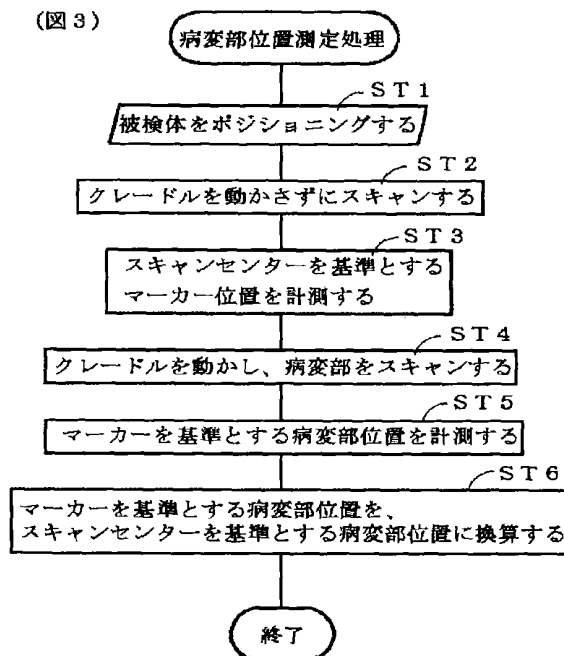 (図3)
病変部位置測定処理
ST1
被検体をポジショニングする
ST2
クレードルを動かさずにスキャンする
ST3
スキャンセンターを基準とする
マーカー位置を計測する
ST4
クレードルを動かし、病変部をスキャンする
ST5
マーカーを基準とする病変部位置を計測する
ST6
マーカーを基準とする病変部位置を、
スキャンセンターを基準とする病変部位置に換算する
終了